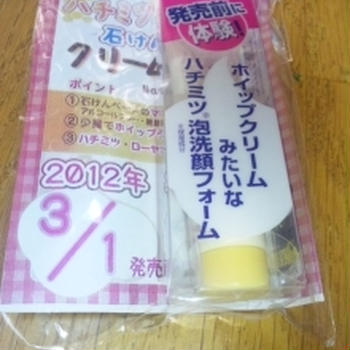 ハチミツ
石けん
クリーム
ポイント
①石けんベースのマ
②少量でホイップ
③ハチミツ・ローヤ
2012年
3/1
発売
発売前に
体験!
ホイップクリーム
みたいな
ハチミツ泡洗顔フォーム